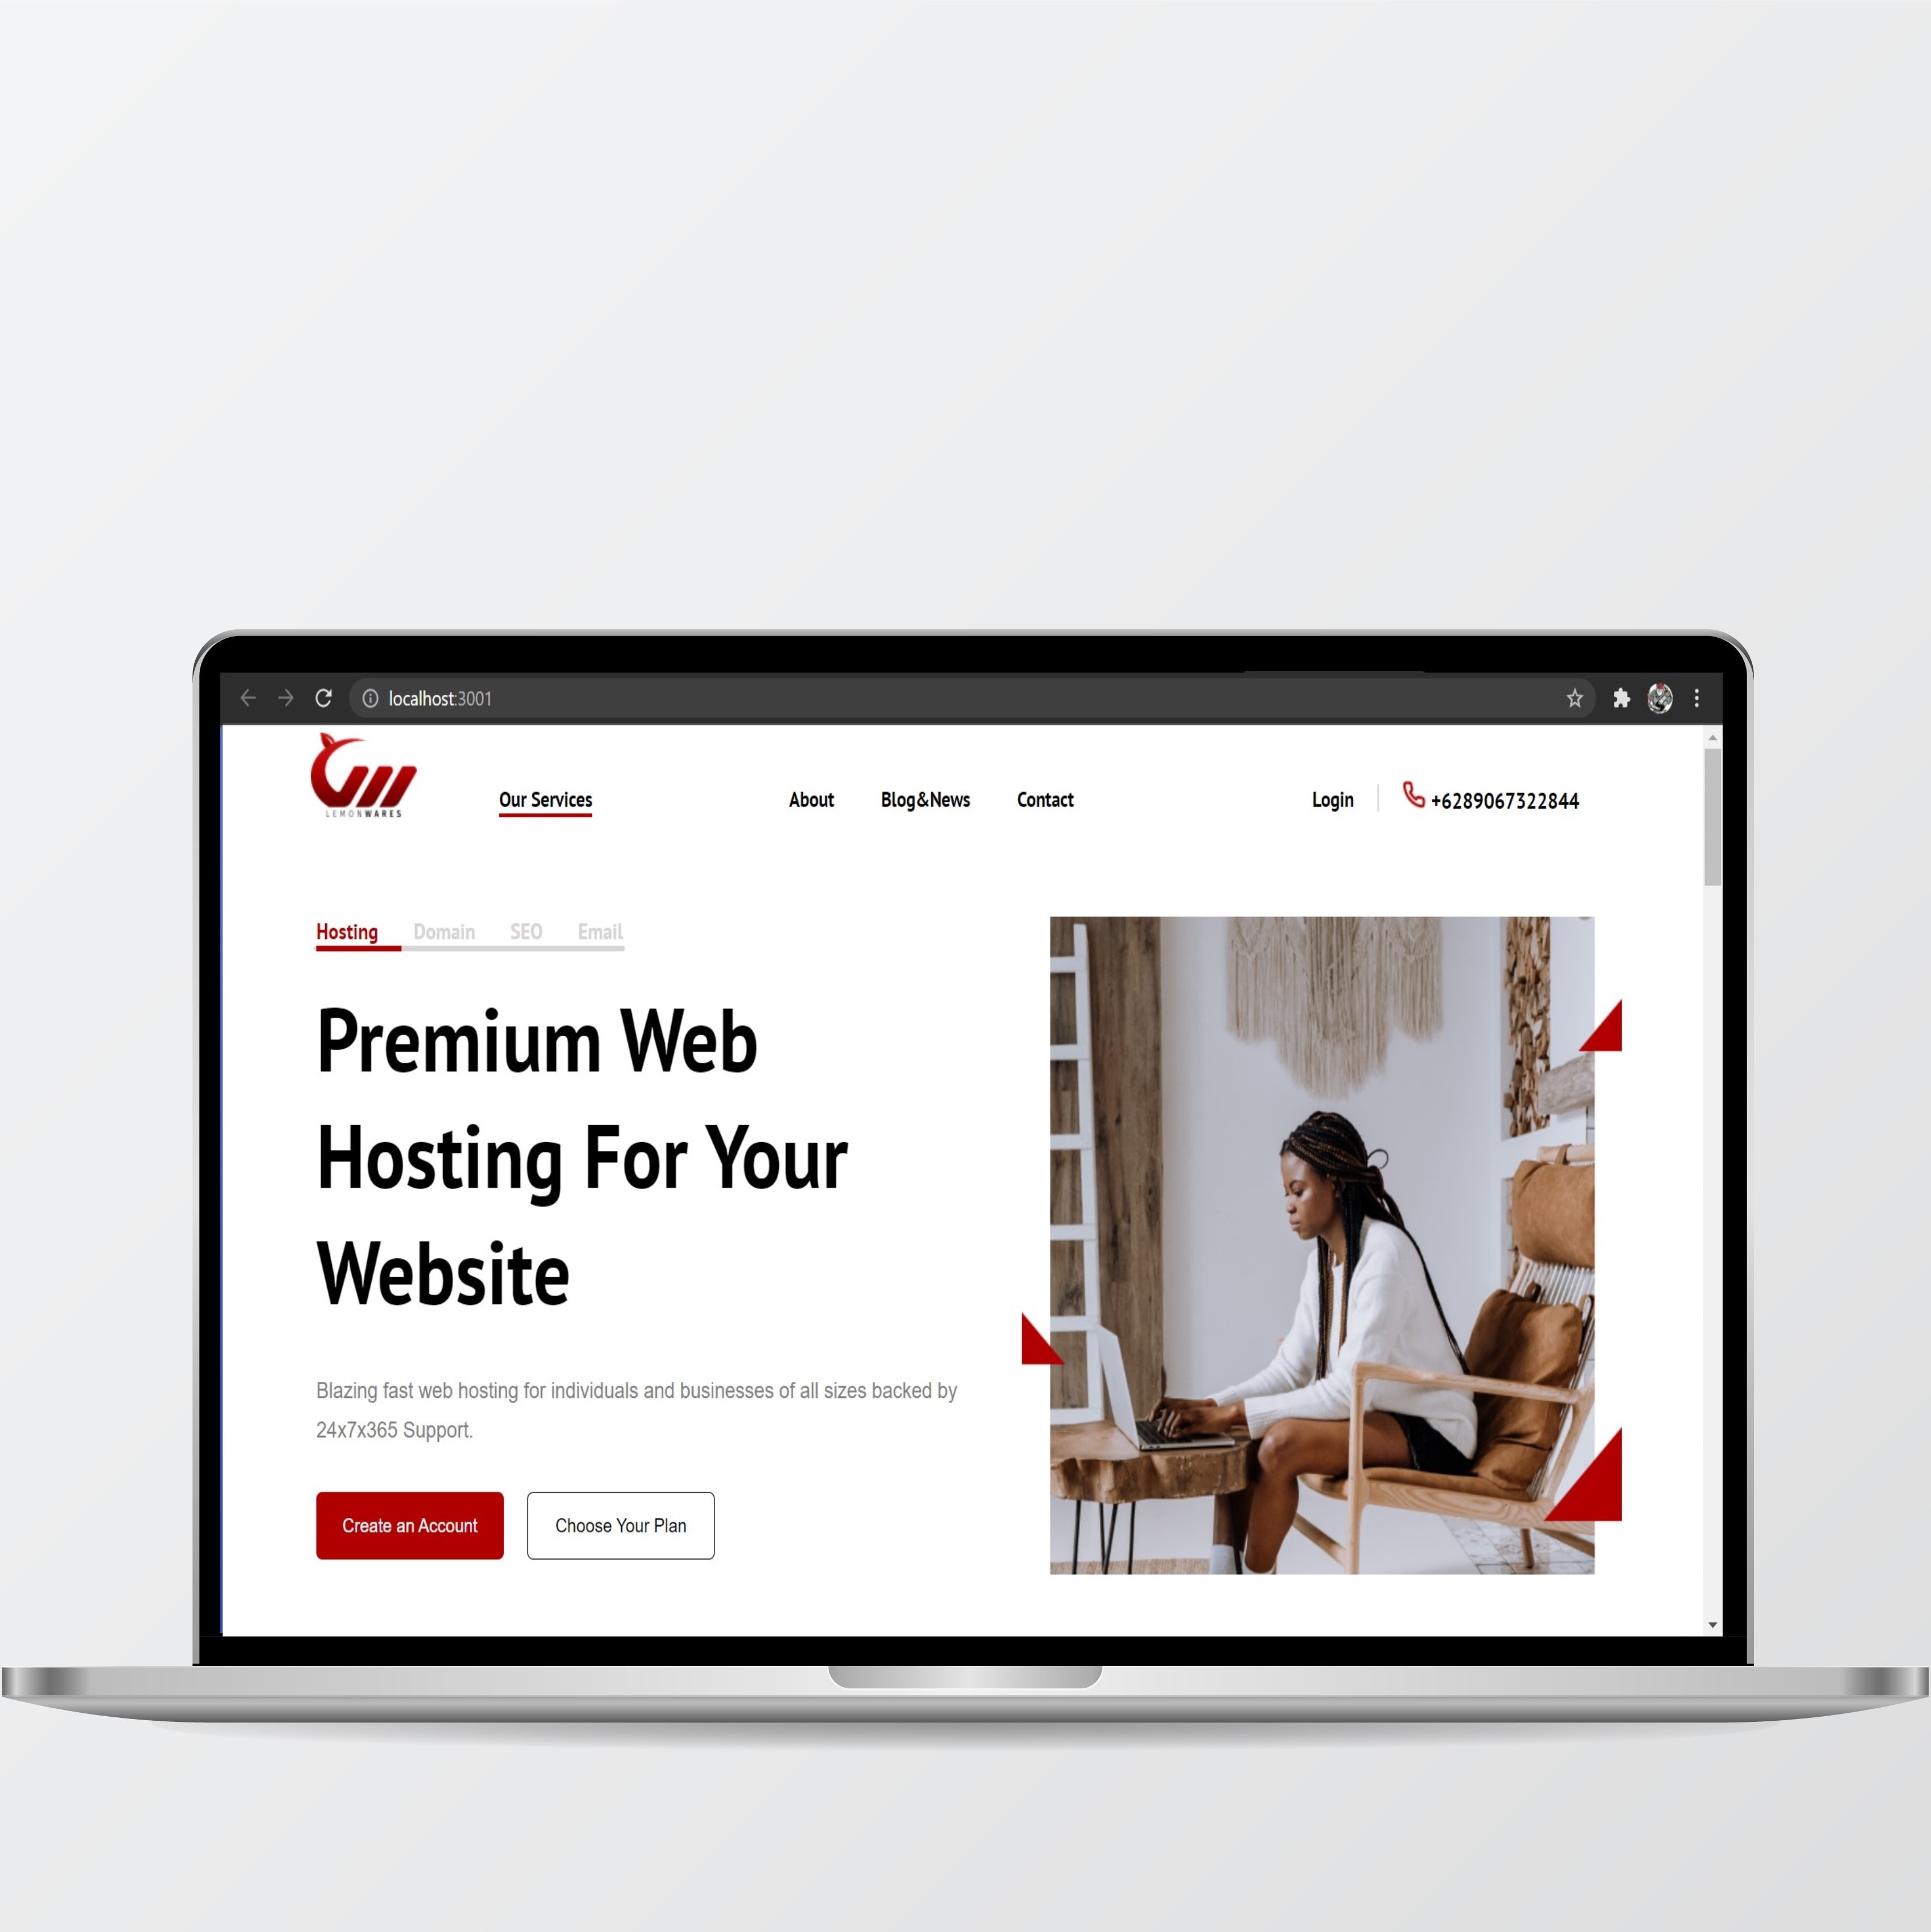 localhost:3001
LEMONWARES
Our Services
About
Blog&News
Contact
Login
+6289067322844
Hosting
Domain
SEO
Email
Premium Web
Hosting For Your
Website
Blazing fast web hosting for individuals and businesses of all sizes backed by
24x7x365 Support.
Create an Account
Choose Your Plan